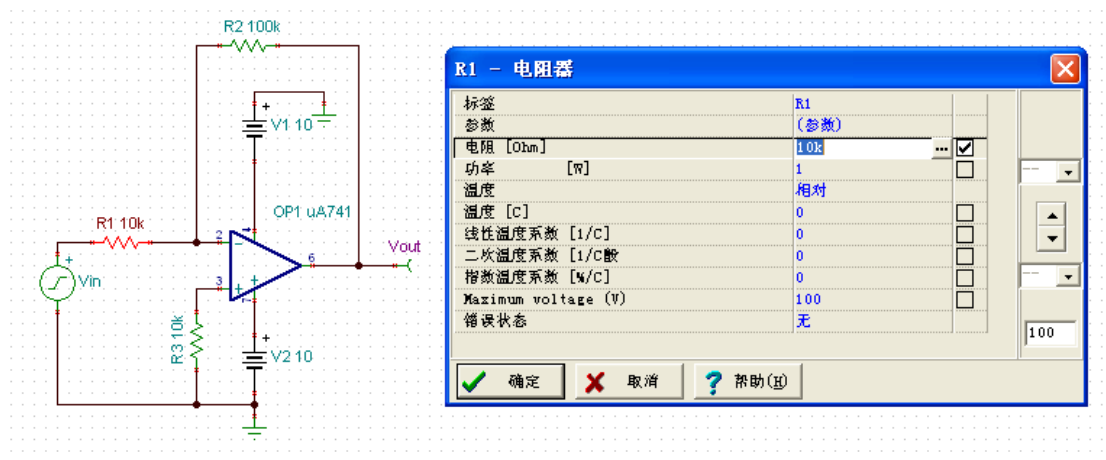 R2 100k
+
V1 10
OP1 uA741
R1 10k
2
4
6
Vout
+
Vin
3
7
R3 10k
+
V2 10
R1 - 电阻器
标签 R1
参数 (参数)
电阻 [Ohm] 10k ...
功率 [W] 1
温度 相对
温度 [C] 0
线性温度系数 [1/C] 0
二次温度系数 [1/C酸 0
指数温度系数 [%/C] 0
Maximum voltage (V) 100
错误状态 无
--
--
100
确定 取消 帮助(H)